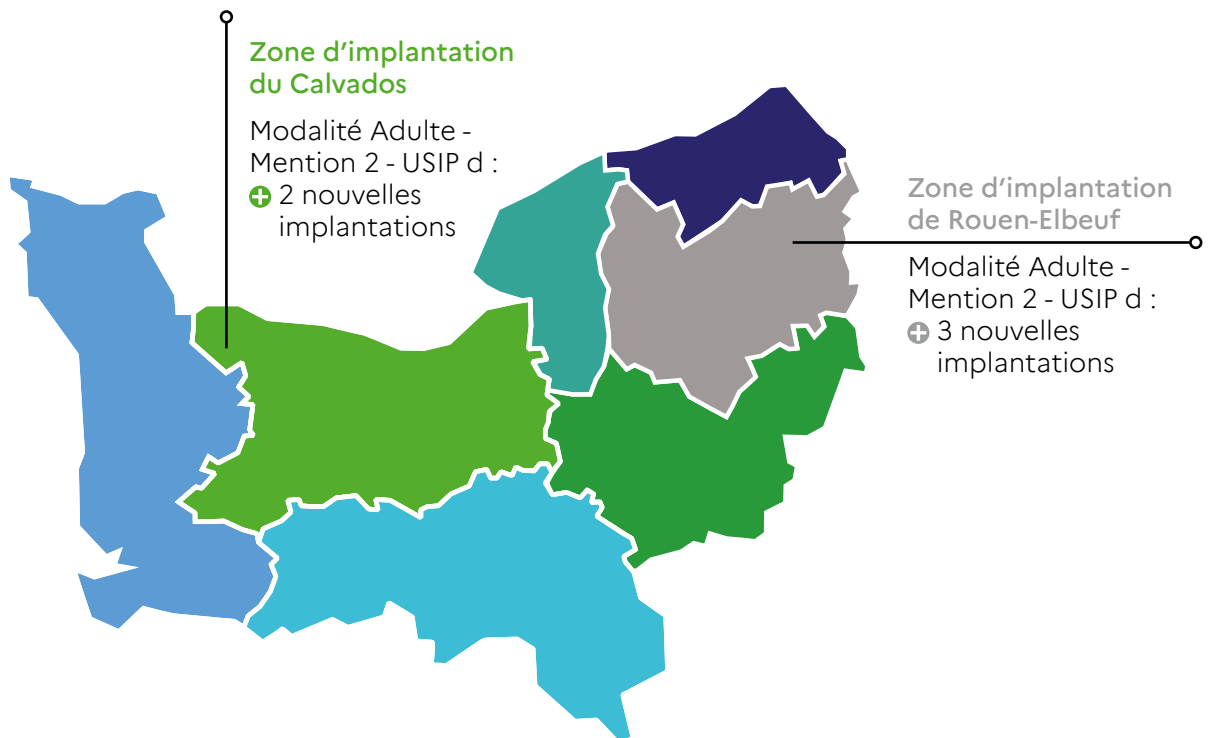 Zone d’implantation
du Calvados
Modalité Adulte -
Mention 2 - USIP d :
+ 2 nouvelles
implantations
Zone d’implantation
de Rouen-Elbeuf
Modalité Adulte -
Mention 2 - USIP d :
+ 3 nouvelles
implantations